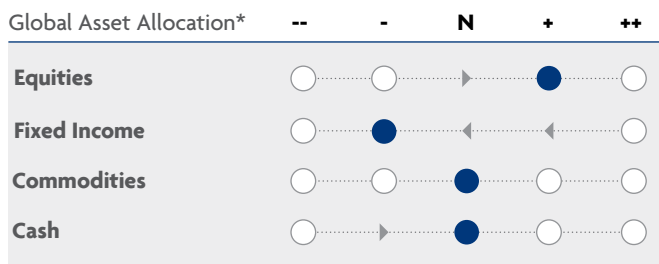 Global Asset Allocation* -- - N + ++
Equities
Fixed Income
Commodities
Cash